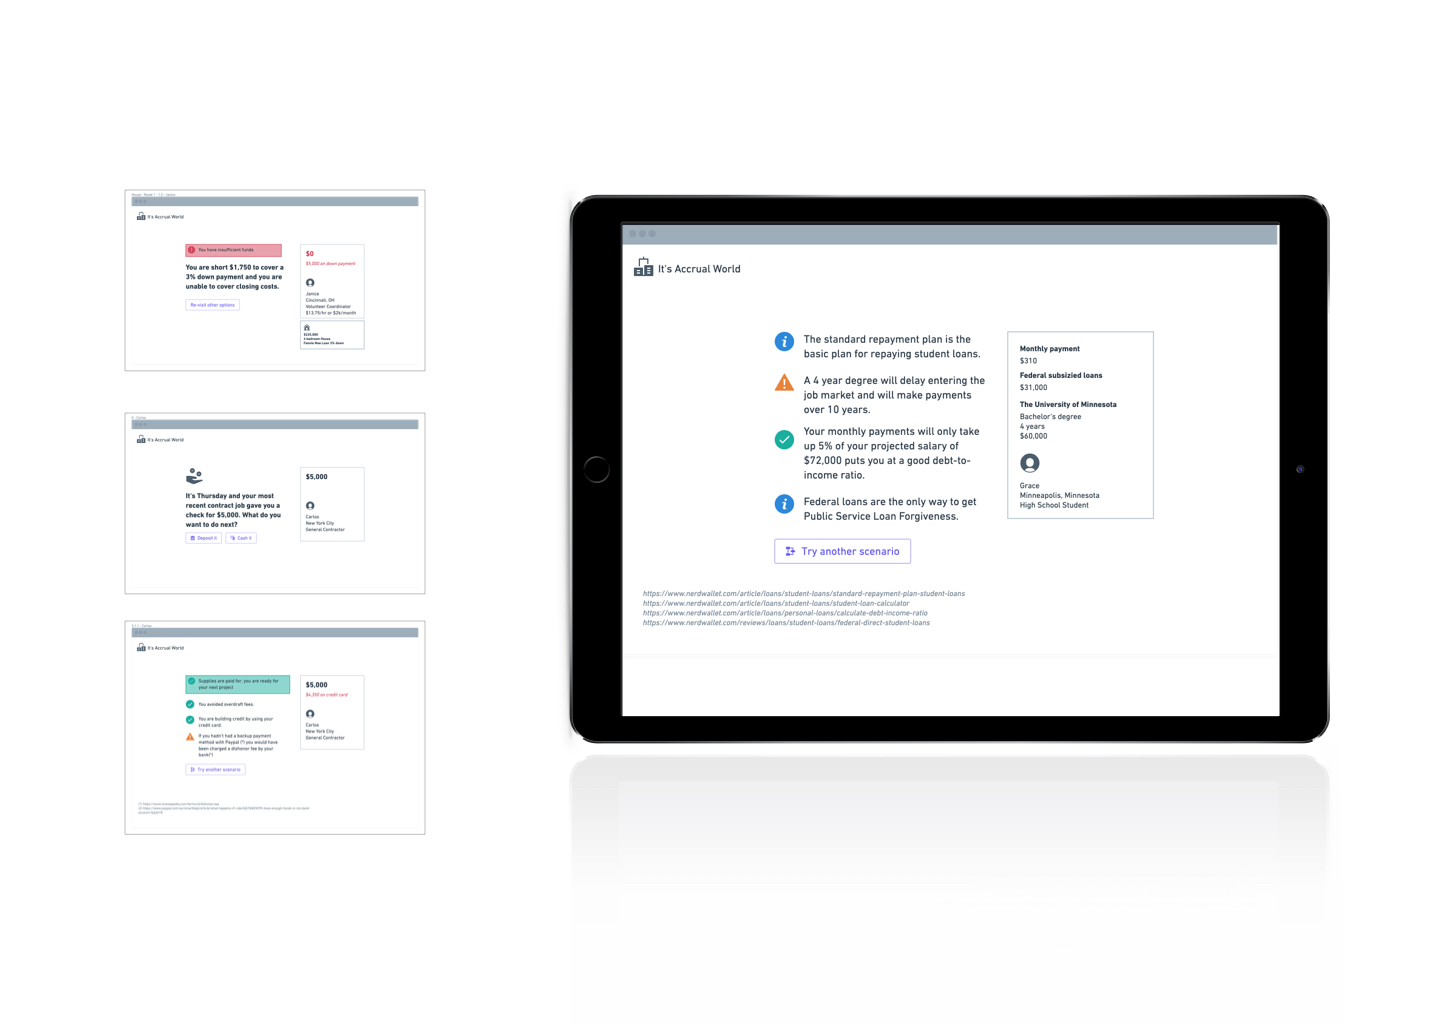 House - Model 1 - 1.3 - Janice
It's Accrual World
You have insufficient funds
You are short $1,750 to cover a
3% down payment and you are
unable to cover closing costs.
Re-visit other options
$0
$5,000 on down payment
Janice
Cincinnati, OH
Volunteer Coordinator
$13.75/hr or $2k/month
$225,000
Fannie Mae Loan 3% down
It's Accrual World
It's Thursday and your most
recent contract job gave you a
check for $5,000. What do you
want to do next?
Deposit it
Cash it
$5,000
Carlos
New York City
General Contractor
It's Accrual World
Supplies are paid for, you are ready for
your next project
You avoided overdraft fees.
You are building credit by using your
credit card.
If you hadn't had a backup payment
method with Paypal (²) you would have
been charged a dishonor fee by your
bank(¹)
Try another scenario
$5,000
$4,350 on credit card
Carlos
New York City
General Contractor
It's Accrual World
The standard repayment plan is the
basic plan for repaying student loans.
A 4 year degree will delay entering the
job market and will make payments
over 10 years.
Your monthly payments will only take
up 5% of your projected salary of
$72,000 puts you at a good debt-to-
income ratio.
Federal loans are the only way to get
Public Service Loan Forgiveness.
Try another scenario
Monthly payment
$310
Federal subsizied loans
$31,000
The University of Minnesota
Bachelor's degree
4 years
$60,000
Grace
Minneapolis, Minnesota
High School Student
https://www.nerdwallet.com/article/loans/student-loans/standard-repayment-plan-student-loans
https://www.nerdwallet.com/article/loans/student-loans/student-loan-calculator
https://www.nerdwallet.com/article/loans/personal-loans/calculate-debt-income-ratio
https://www.nerdwallet.com/reviews/loans/student-loans/federal-direct-student-loans